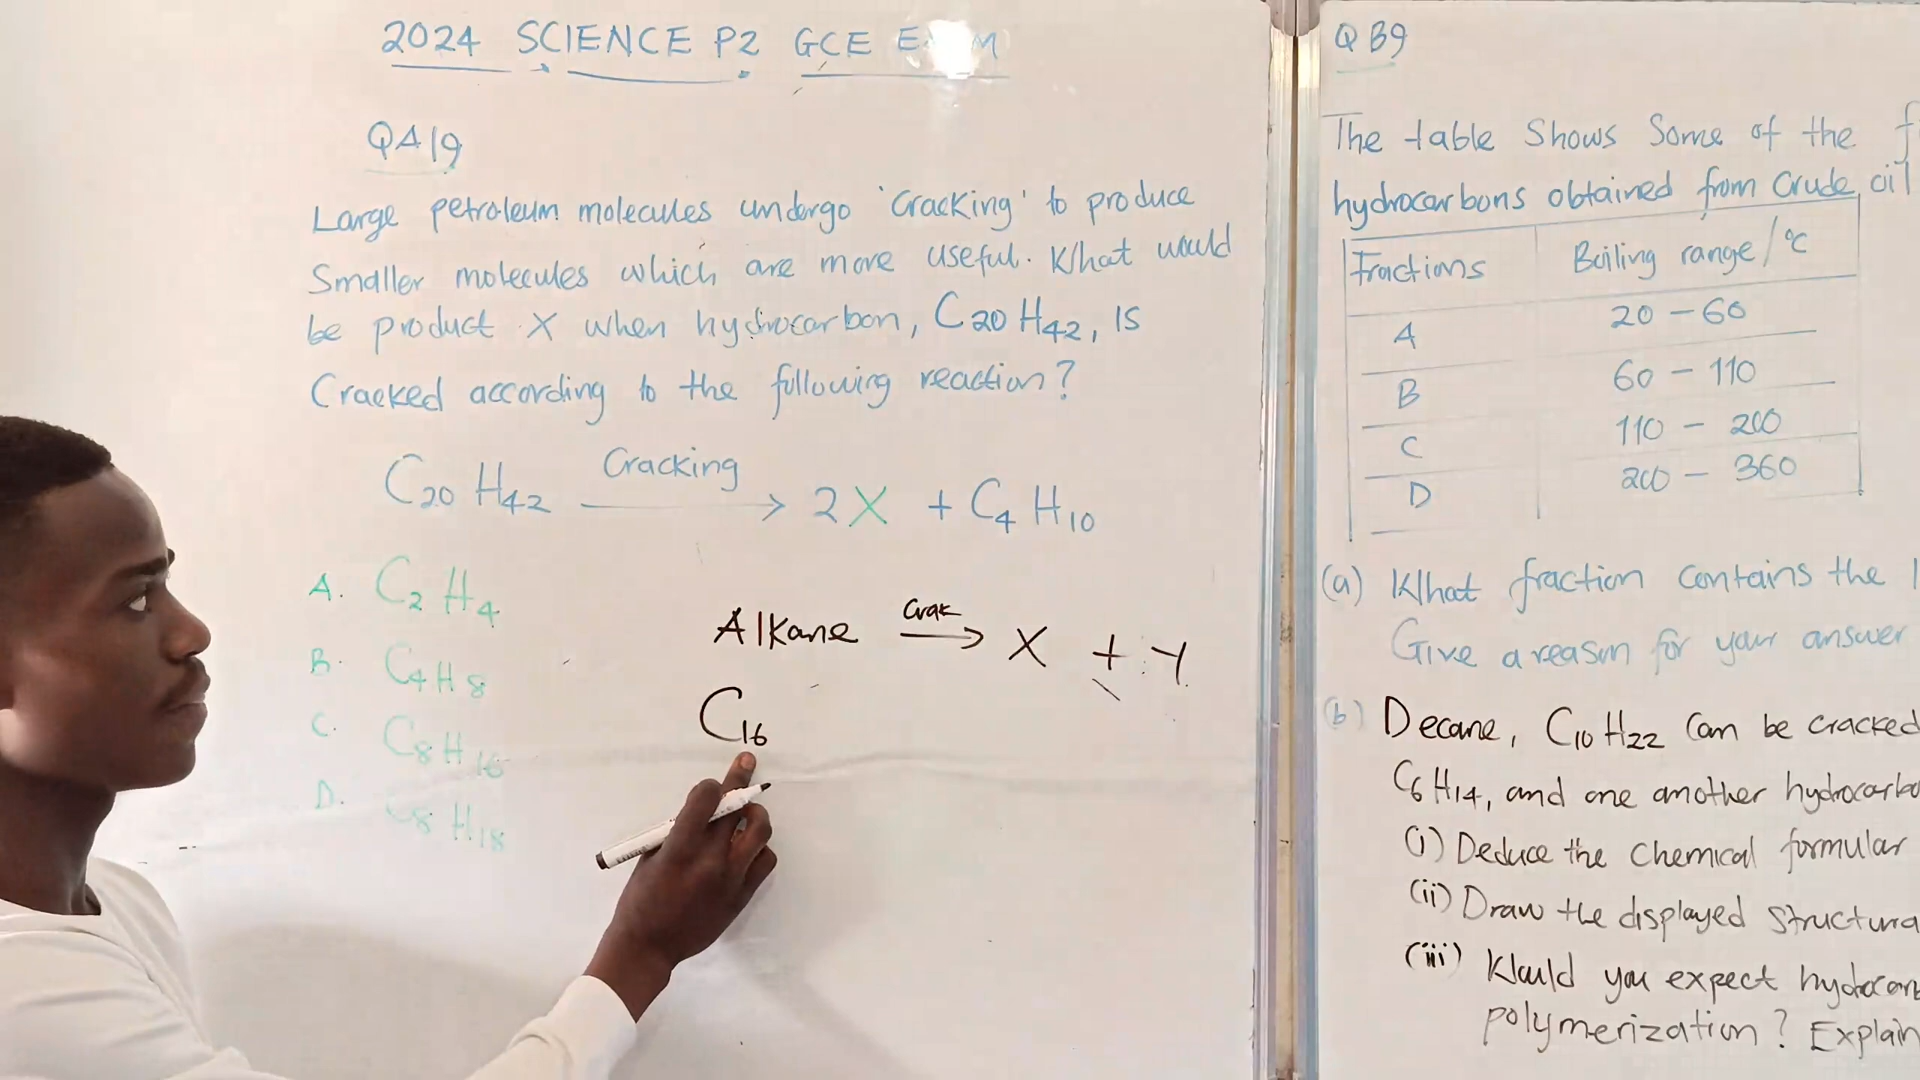 2024 SCIENCE P2 GCE EXAM
QA19
Large petroleum molecules undergo 'cracking' to produce
smaller molecules which are more useful. What would
be product X when hydrocarbon, C20 H42, is
Cracked according to the following reaction?
Cracking
C20 H42 → 2X + C4 H10
A. C2 H4
B. C4 H8
C. C8 H16
D. C8 H18
Crak
Alkane → X + Y
C16
QB9
The table Shows Some of the f
hydrocarbons obtained from Crude oil
Fractions Boiling range/°C
A 20 - 60
B 60 - 110
C 110 - 200
D 200 - 360
(a) What fraction contains the l
Give a reason for your answer
(b) Decane, C10 H22 Can be cracked
C6 H14, and one another hydrocarbo
(i) Deduce the Chemical formular
(ii) Draw the displayed structura
(iii) Would you expect hydrocar
polymerization? Explain